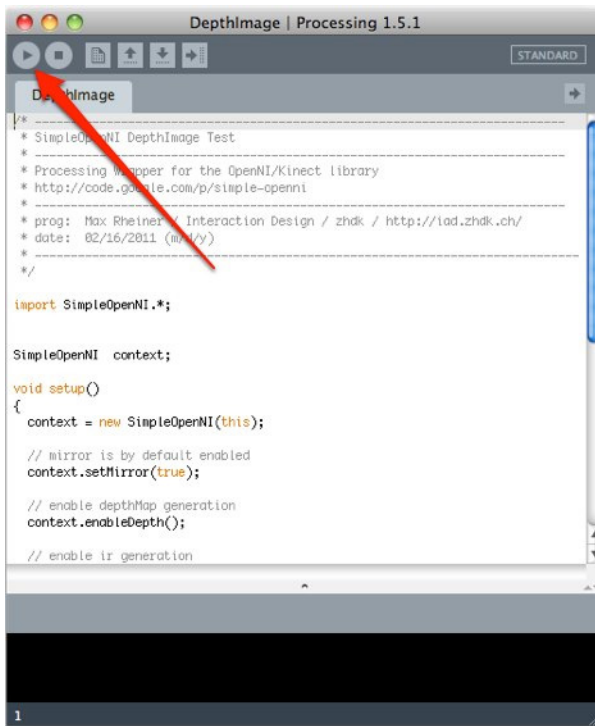 DepthImage | Processing 1.5.1
STANDARD
DepthImage
/* --------------------------------------------------------------------------
 * SimpleOpenNI DepthImage Test
 * --------------------------------------------------------------------------
 * Processing Wrapper for the OpenNI/Kinect library
 * http://code.google.com/p/simple-openni
 * --------------------------------------------------------------------------
 * prog:  Max Rheiner / Interaction Design / zhdk / http://iad.zhdk.ch/
 * date:  02/16/2011 (m/d/y)
 * ----------------------------------------------------------------------------
 */
import SimpleOpenNI.*;
SimpleOpenNI  context;
void setup()
{
  context = new SimpleOpenNI(this);
  // mirror is by default enabled
  context.setMirror(true);
  // enable depthMap generation
  context.enableDepth();
  // enable ir generation
1